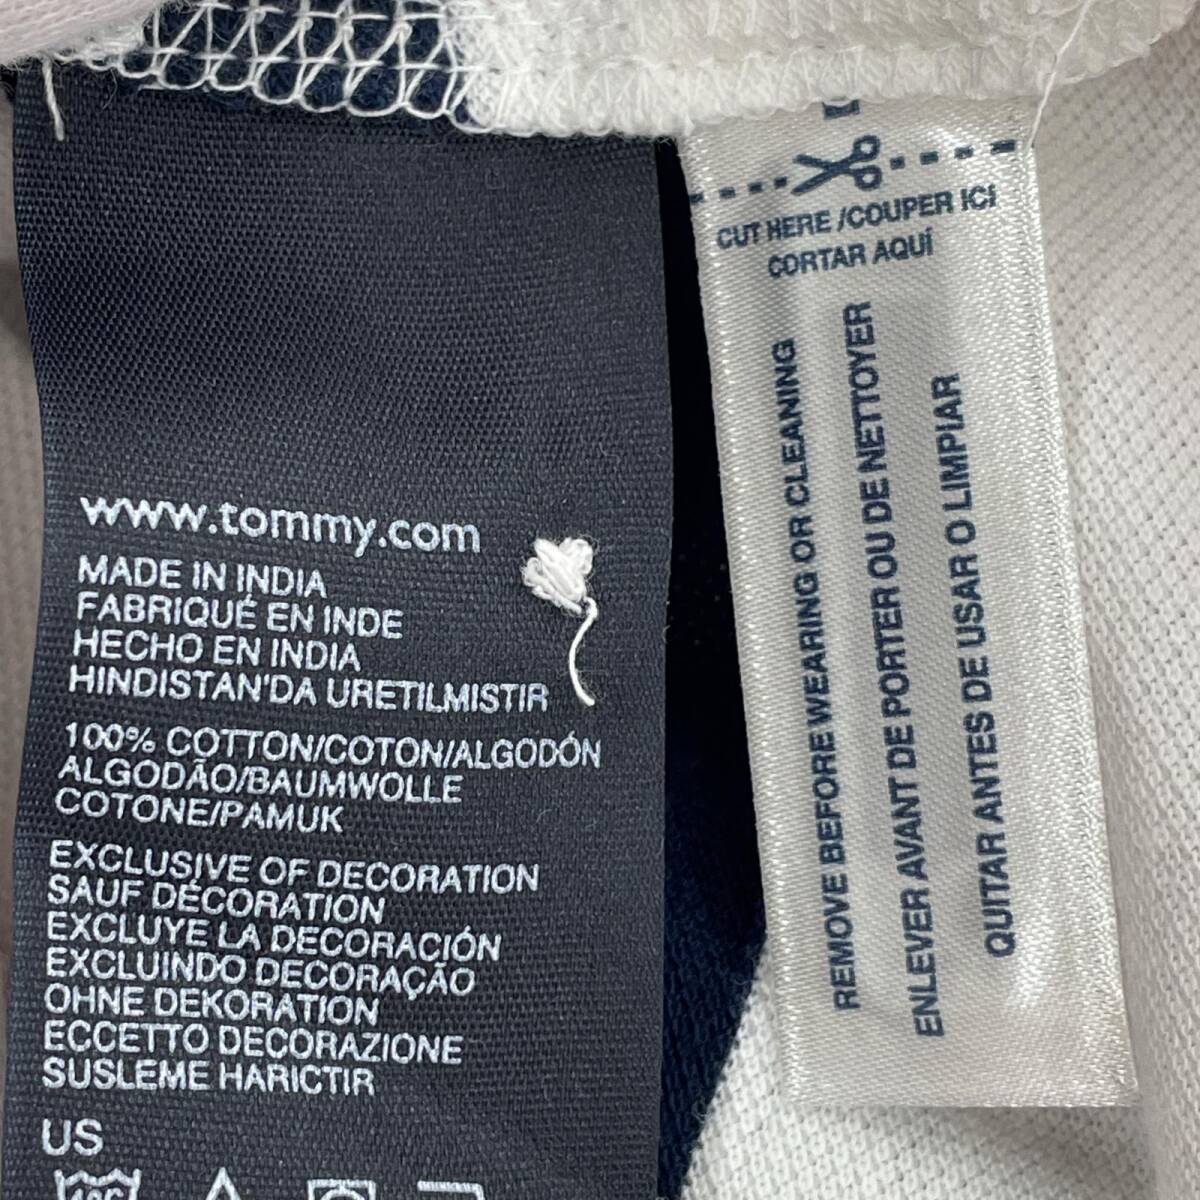 www.tommy.com
MADE IN INDIA
FABRIQUÉ EN INDE
HECHO EN INDIA
HINDISTAN'DA URETILMISTIR
100% COTTON/COTON/ALGODÓN
ALGODÃO/BAUMWOLLE
COTONE/PAMUK
EXCLUSIVE OF DECORATION
SAUF DÉCORATION
EXCLUYE LA DECORACIÓN
EXCLUINDO DECORAÇÃO
OHNE DEKORATION
ECCETTO DECORAZIONE
SUSLEME HARICTIR
US
CUT HERE /COUPER ICI
CORTAR AQUÍ
REMOVE BEFORE WEARING OR CLEANING
ENLEVER AVANT DE PORTER OU DE NETTOYER
QUITAR ANTES DE USAR O LIMPIAR